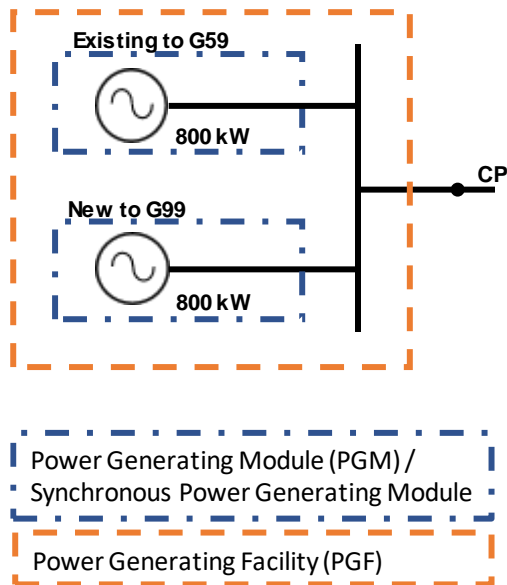 Existing to G59
800 kW
CP
New to G99
800 kW
Power Generating Module (PGM) /
Synchronous Power Generating Module
Power Generating Facility (PGF)